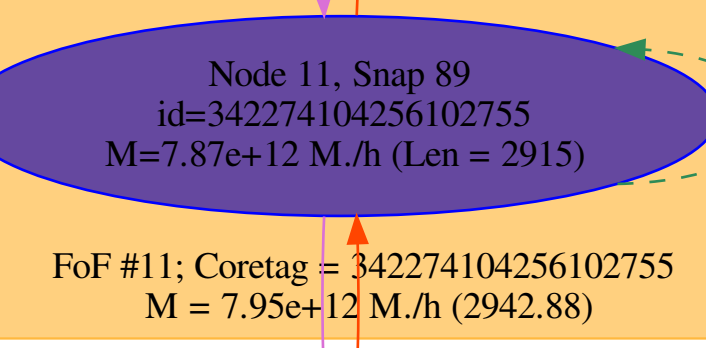 Node 11, Snap 89
id=342274104256102755
M=7.87e+12 M./h (Len = 2915)
FoF #11; Coretag = 342274104256102755
M = 7.95e+12 M./h (2942.88)